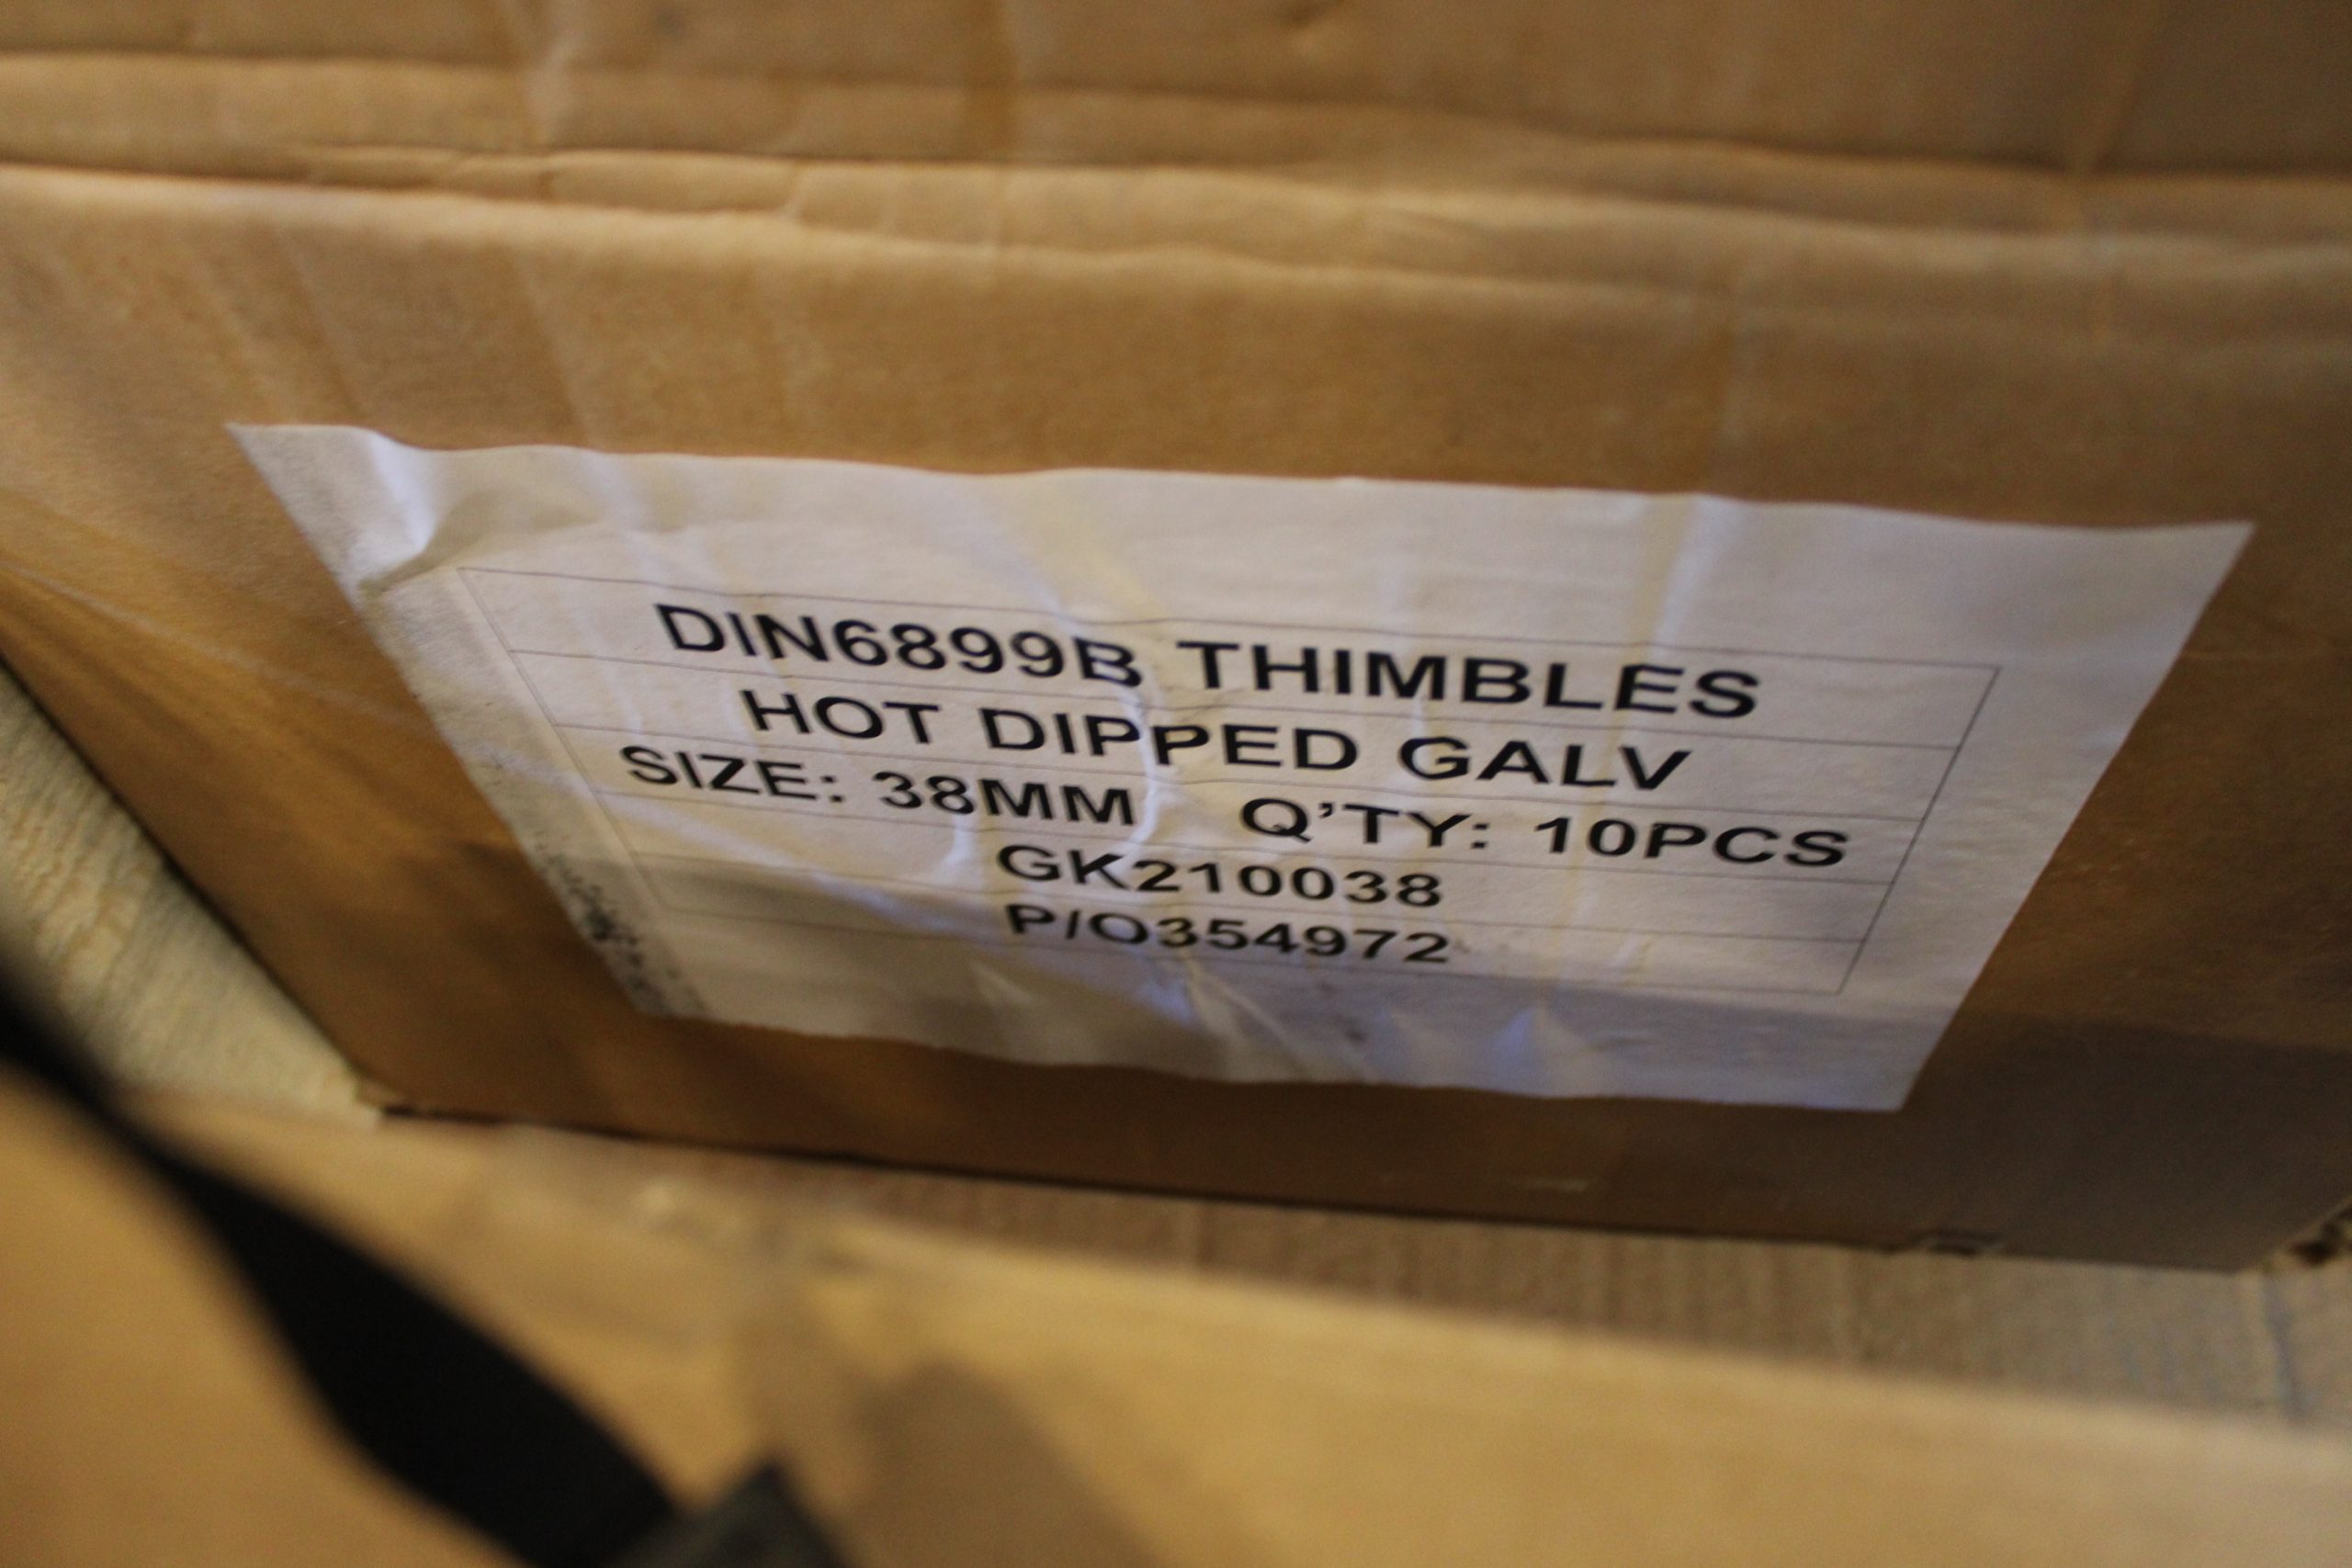 DIN6899B THIMBLES
HOT DIPPED GALV
SIZE: 38MM Q'TY: 10PCS
GK210038
P/O354972